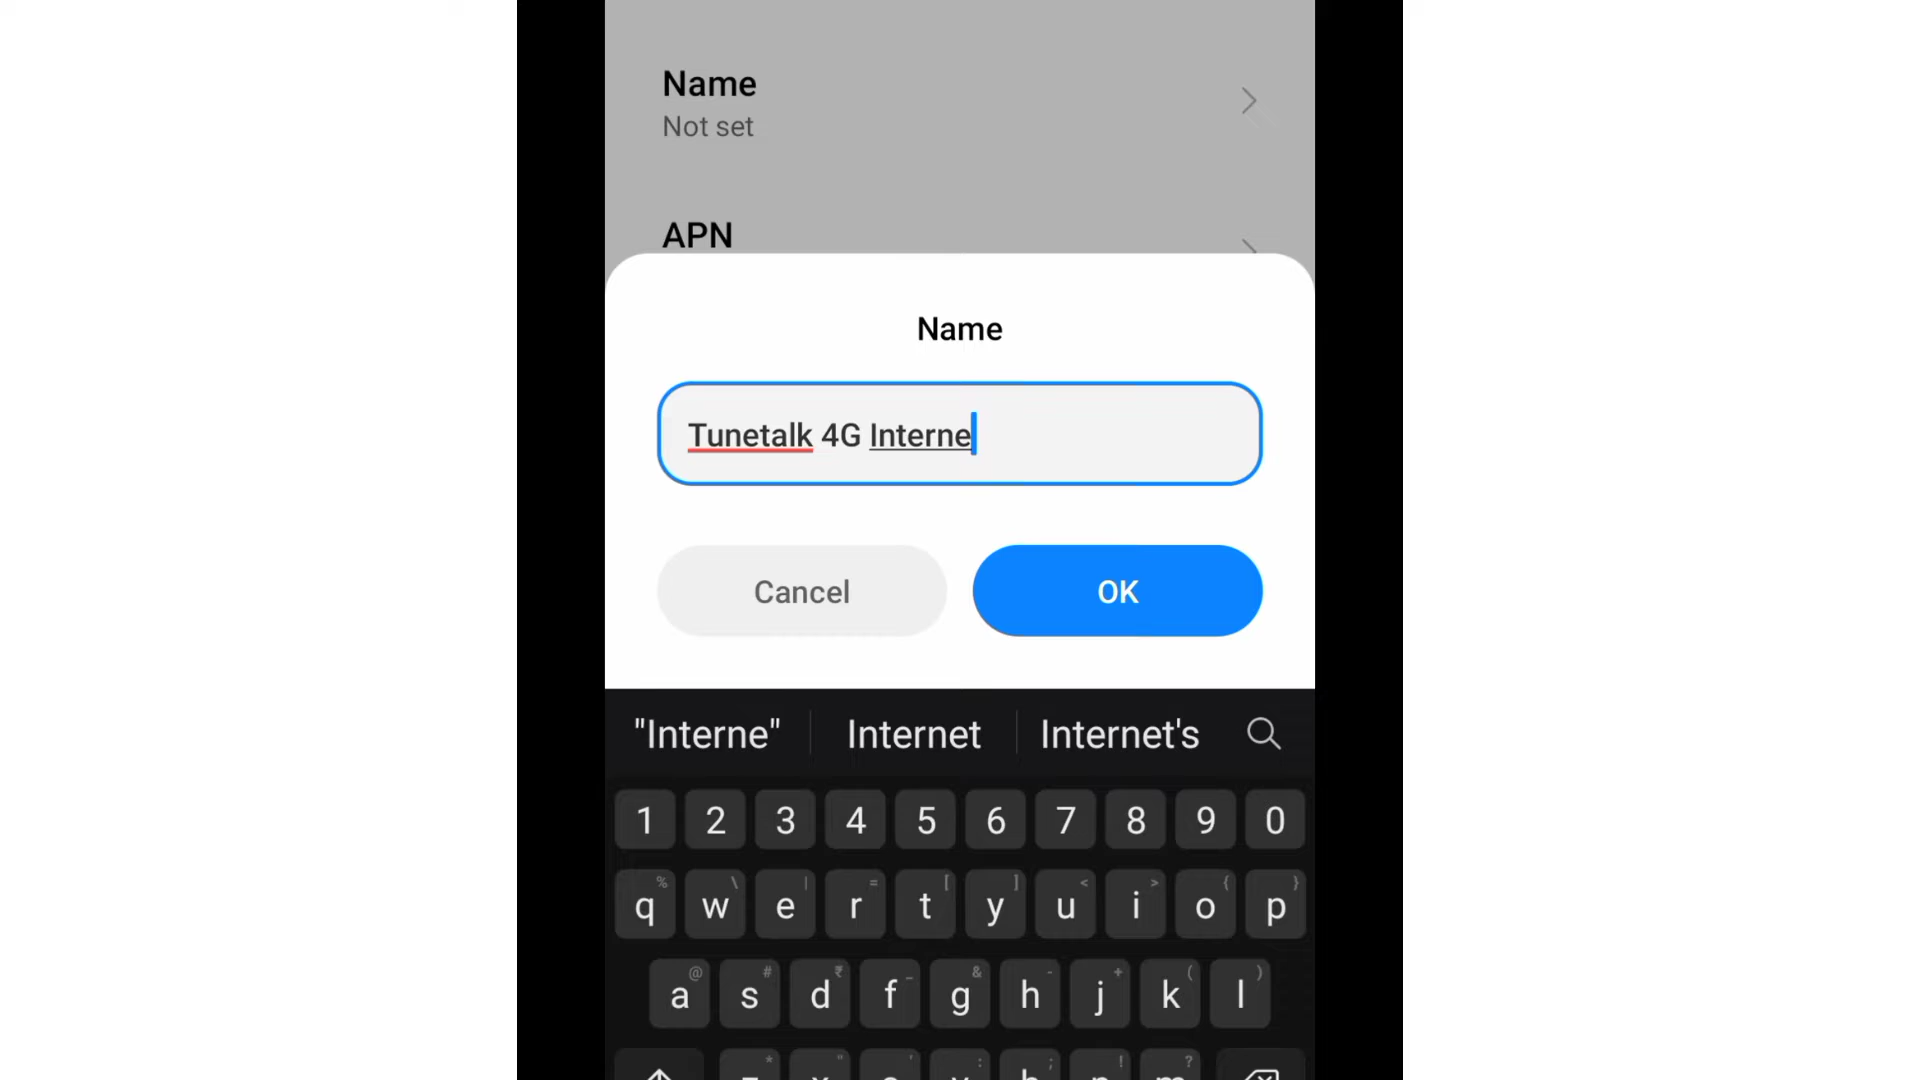 Name
Not set
APN
Name
Tunetalk 4G Interne
Cancel
OK
"Interne" Internet Internet's
1 2 3 4 5 6 7 8 9 0
% \ | = [ ] < > { }
q w e r t y u i o p
@ # ₹ _ & - + ( )
a s d f g h j k l
* " ' : ; ! ?